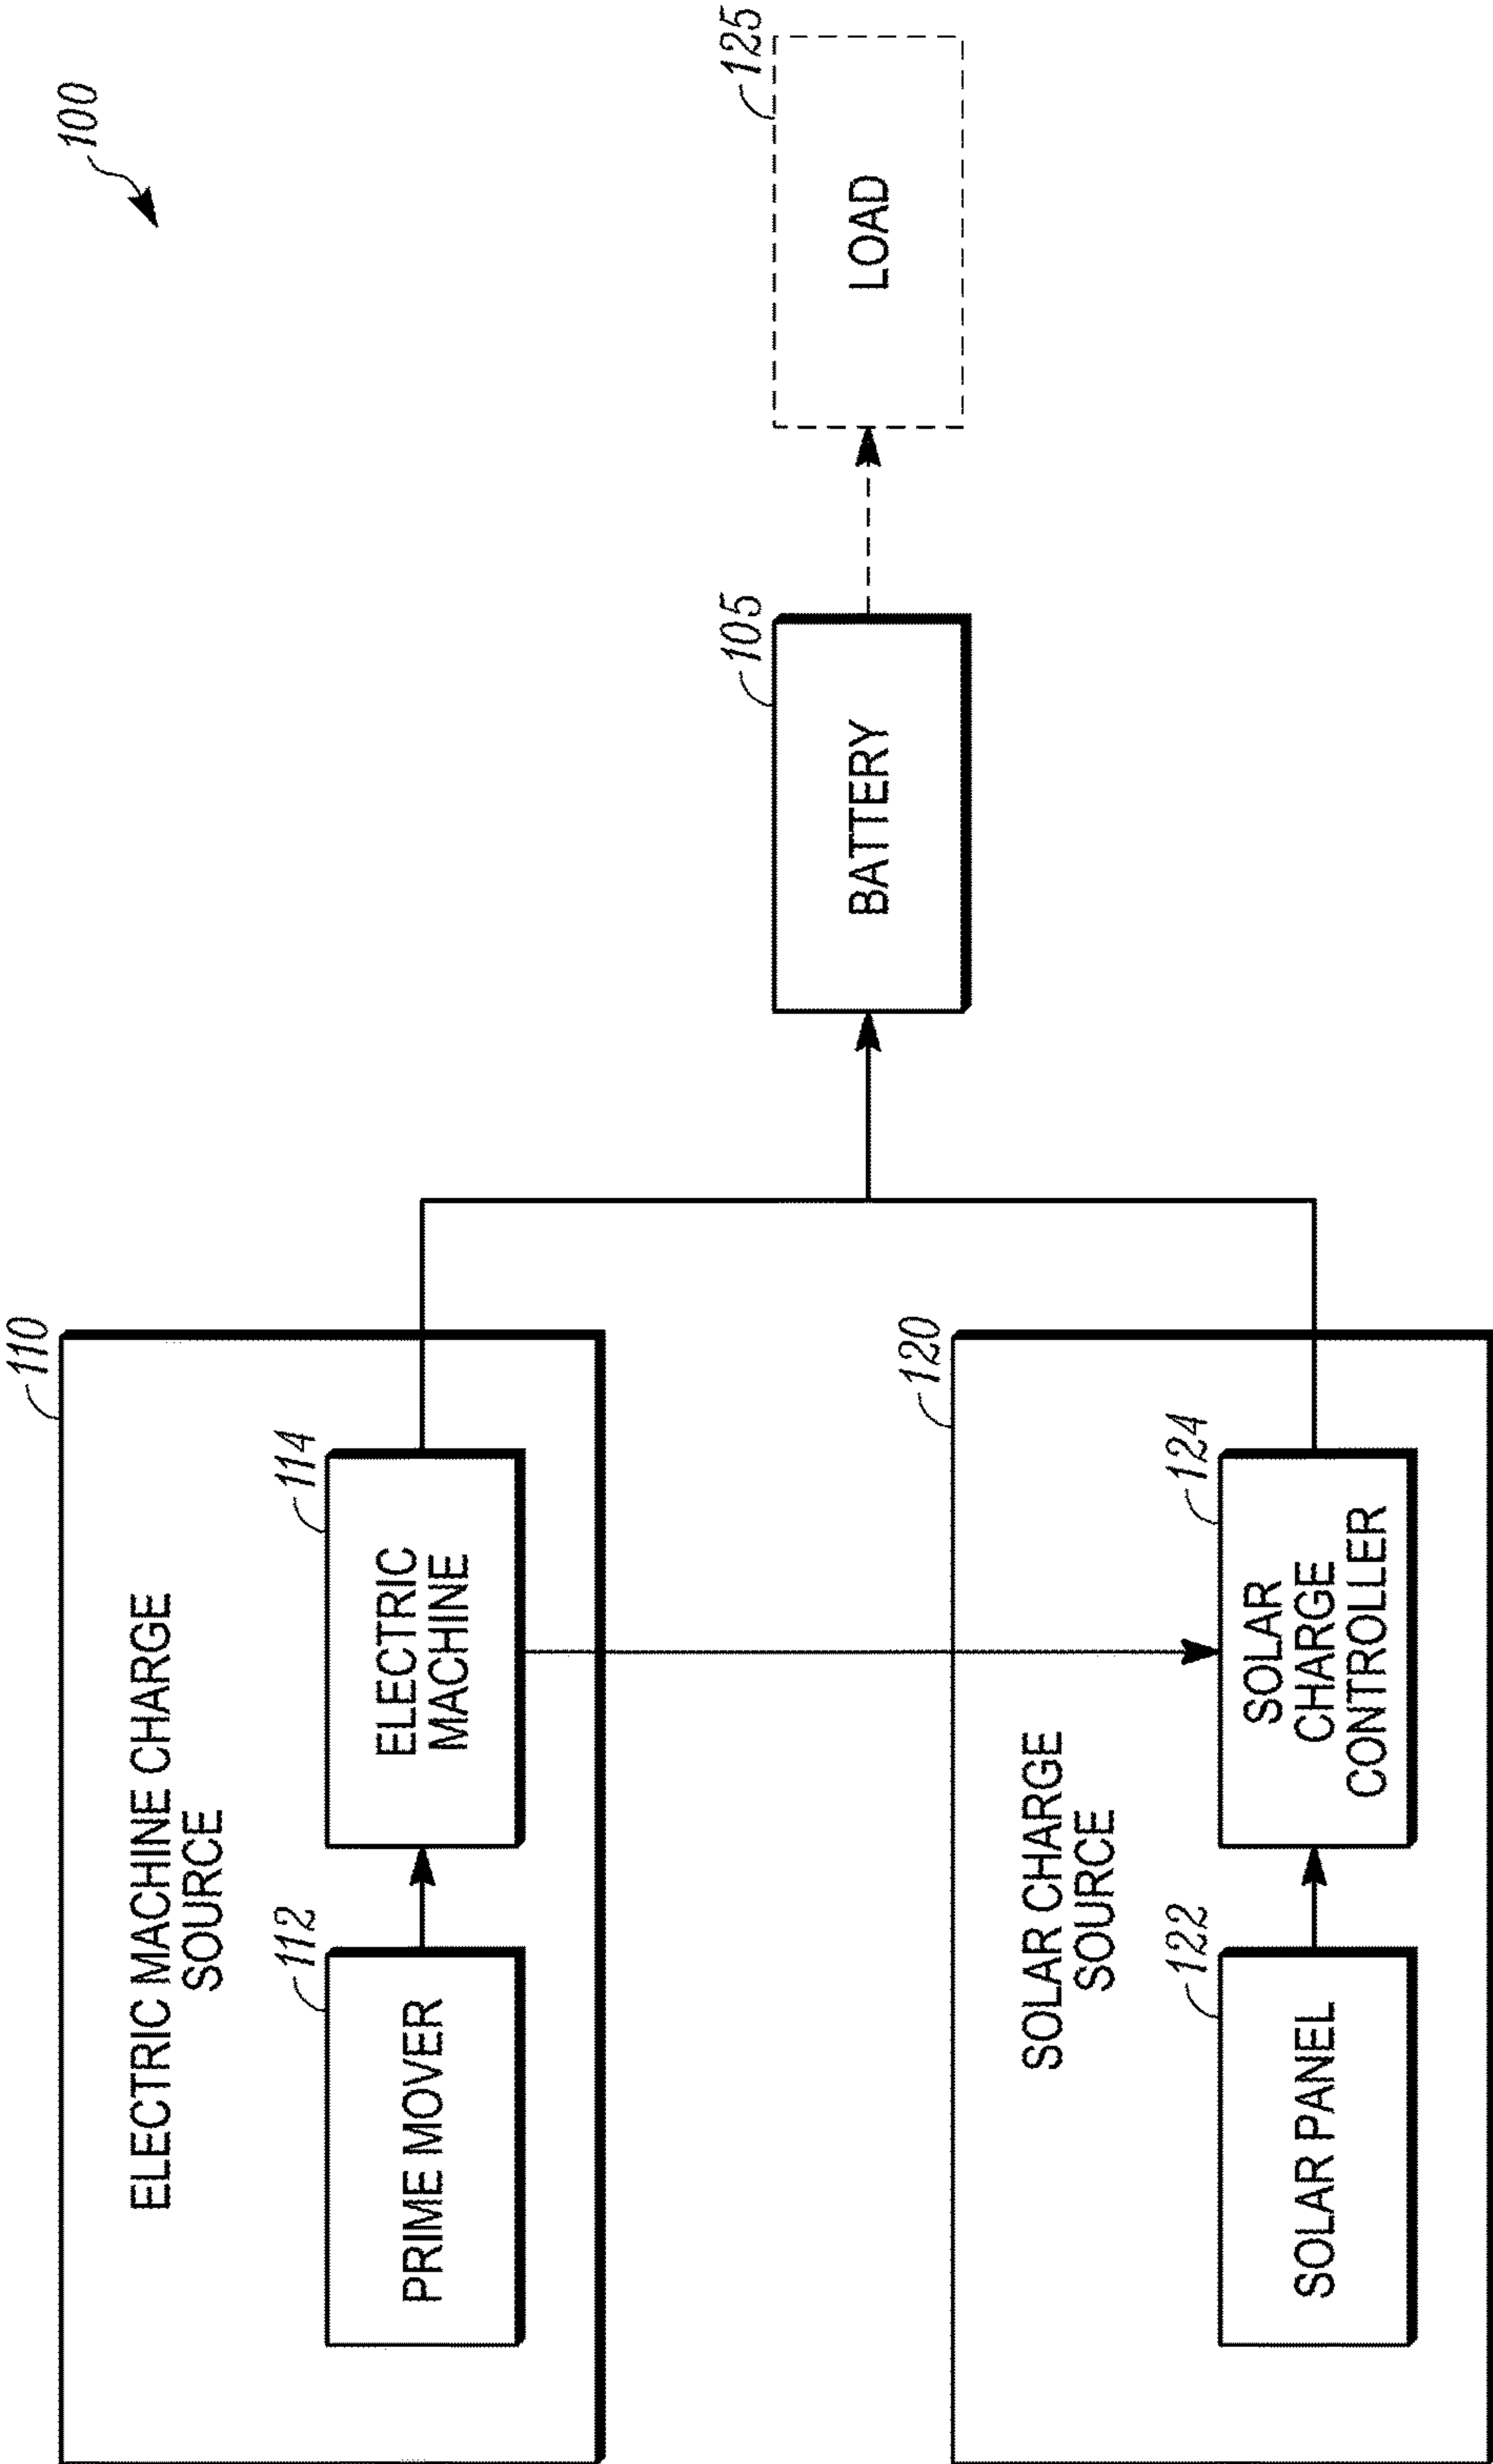 100
110
ELECTRIC MACHINE CHARGE
SOURCE
112
PRIME MOVER
114
ELECTRIC
MACHINE
105
BATTERY
125
LOAD
120
SOLAR CHARGE
SOURCE
122
SOLAR PANEL
124
SOLAR
CHARGE
CONTROLLER